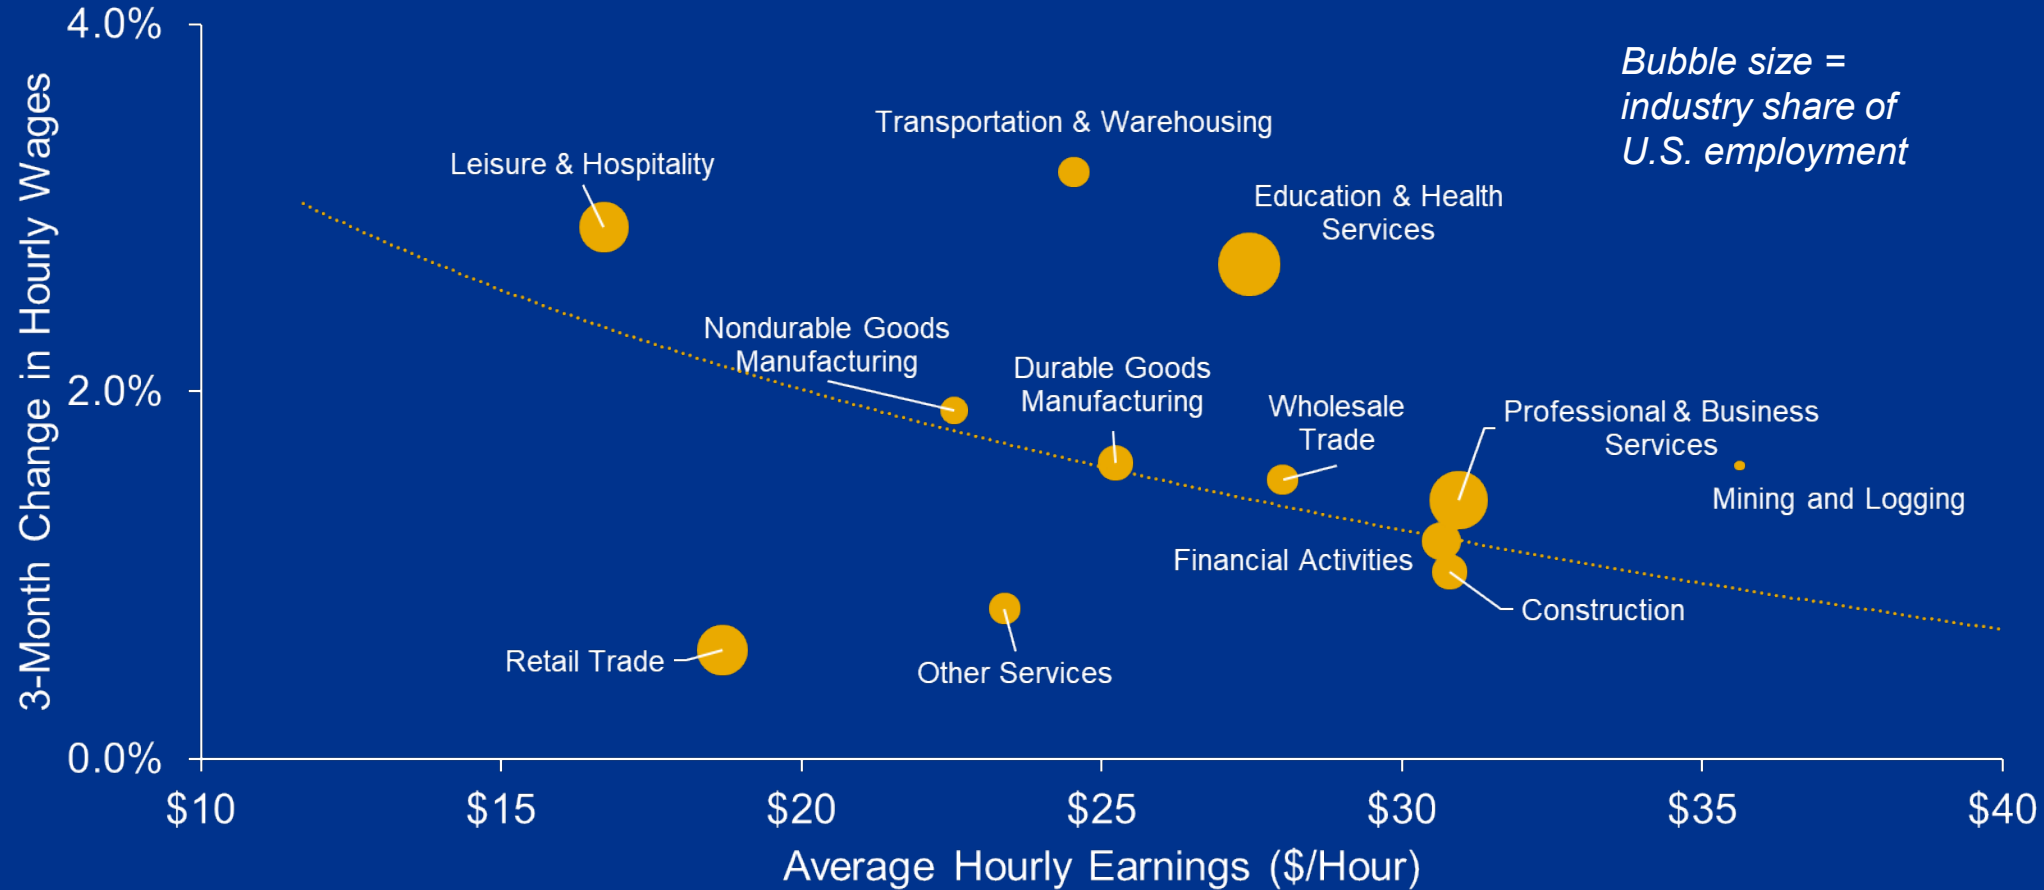 4.0%
2.0%
0.0%
3-Month Change in Hourly Wages
Bubble size =
industry share of
U.S. employment
Transportation & Warehousing
Leisure & Hospitality
Education & Health
Services
Nondurable Goods
Manufacturing
Durable Goods
Manufacturing
Wholesale
Trade
Professional & Business
Services
Mining and Logging
Financial Activities
Construction
Retail Trade
Other Services
$10
$15
$20
$25
$30
$35
$40
Average Hourly Earnings ($/Hour)